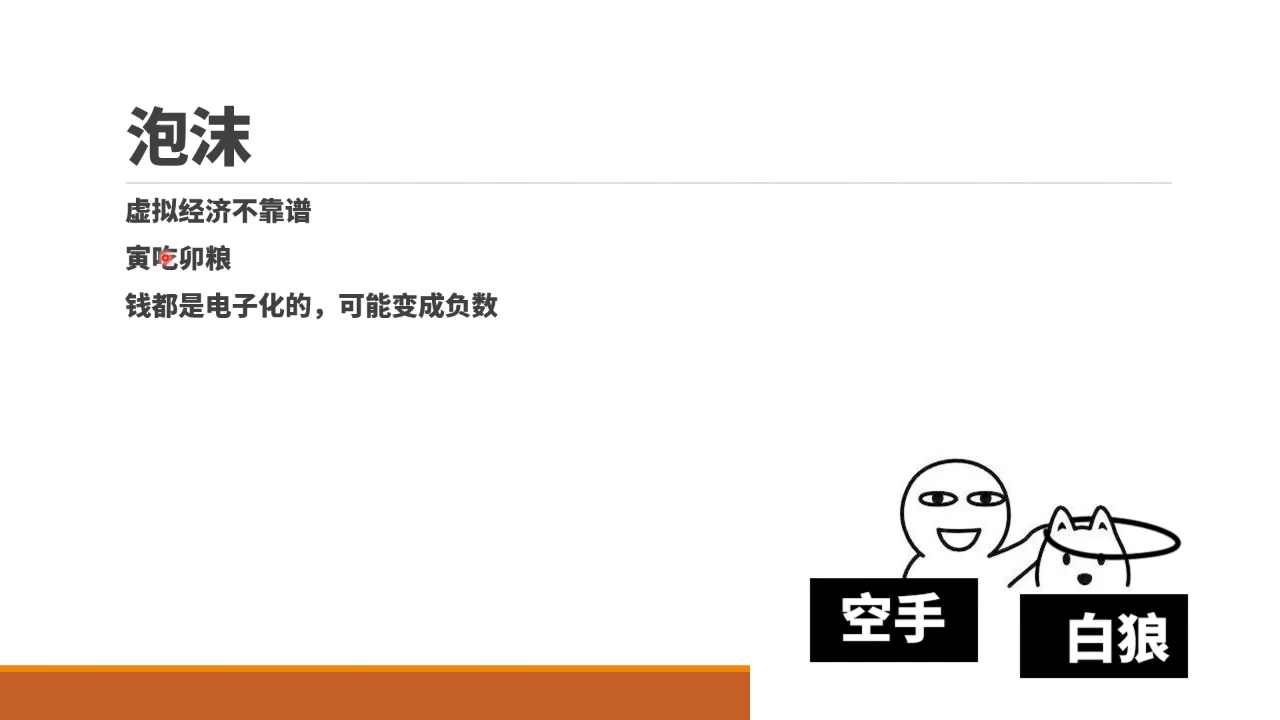 泡沫
虚拟经济不靠谱
寅吃卯粮
钱都是电子化的，可能变成负数
空手
白狼